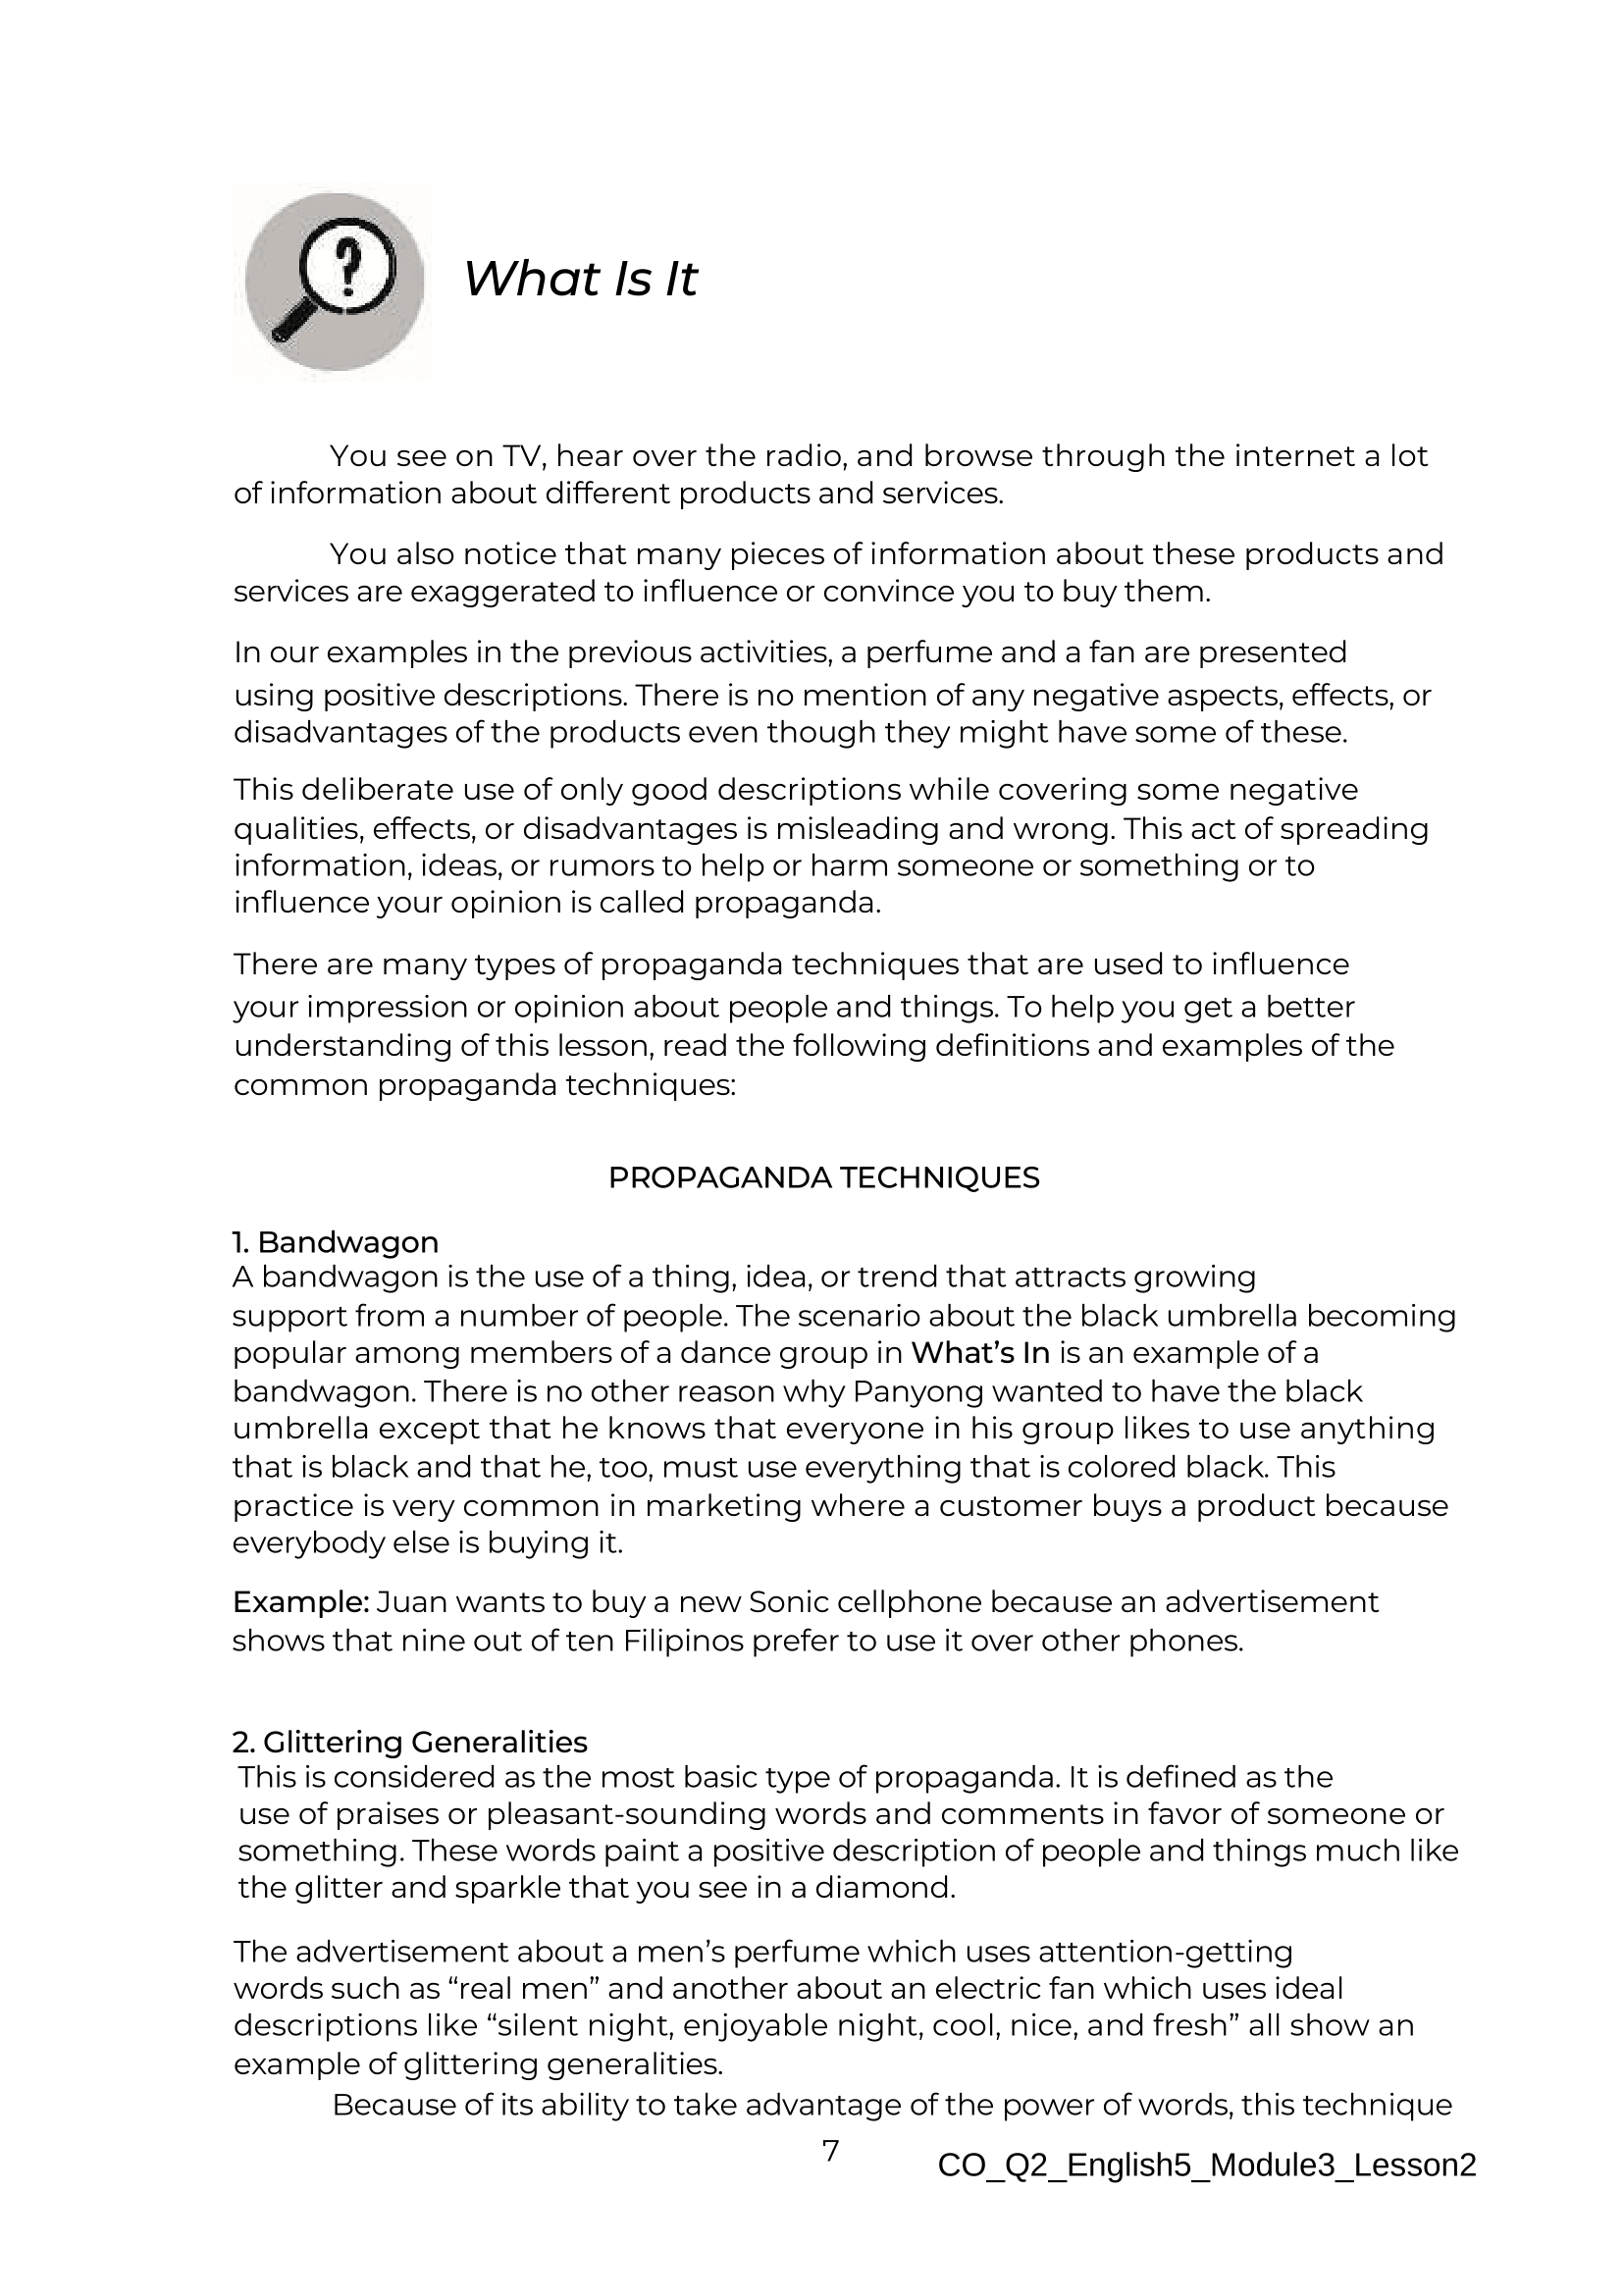 What Is It
You see on TV, hear over the radio, and browse through the internet a lot
of information about different products and services.
You also notice that many pieces of information about these products and
services are exaggerated to influence or convince you to buy them.
In our examples in the previous activities, a perfume and a fan are presented
using positive descriptions. There is no mention of any negative aspects, effects, or
disadvantages of the products even though they might have some of these.
This deliberate use of only good descriptions while covering some negative
qualities, effects, or disadvantages is misleading and wrong. This act of spreading
information, ideas, or rumors to help or harm someone or something or to
influence your opinion is called propaganda.
There are many types of propaganda techniques that are used to influence
your impression or opinion about people and things. To help you get a better
understanding of this lesson, read the following definitions and examples of the
common propaganda techniques:
PROPAGANDA TECHNIQUES
1. Bandwagon
A bandwagon is the use of a thing, idea, or trend that attracts growing
support from a number of people. The scenario about the black umbrella becoming
popular among members of a dance group in What's In is an example of a
bandwagon. There is no other reason why Panyong wanted to have the black
umbrella except that he knows that everyone in his group likes to use anything
that is black and that he, too, must use everything that is colored black. This
practice is very common in marketing where a customer buys a product because
everybody else is buying it.
Example: Juan wants to buy a new Sonic cellphone because an advertisement
shows that nine out of ten Filipinos prefer to use it over other phones.
2. Glittering Generalities
This is considered as the most basic type of propaganda. It is defined as the
use of praises or pleasant-sounding words and comments in favor of someone or
something. These words paint a positive description of people and things much like
the glitter and sparkle that you see in a diamond.
The advertisement about a men's perfume which uses attention-getting
words such as “real men” and another about an electric fan which uses ideal
descriptions like “silent night, enjoyable night, cool, nice, and fresh” all show an
example of glittering generalities.
Because of its ability to take advantage of the power of words, this technique
7
CO_Q2_English5_Module3_Lesson2